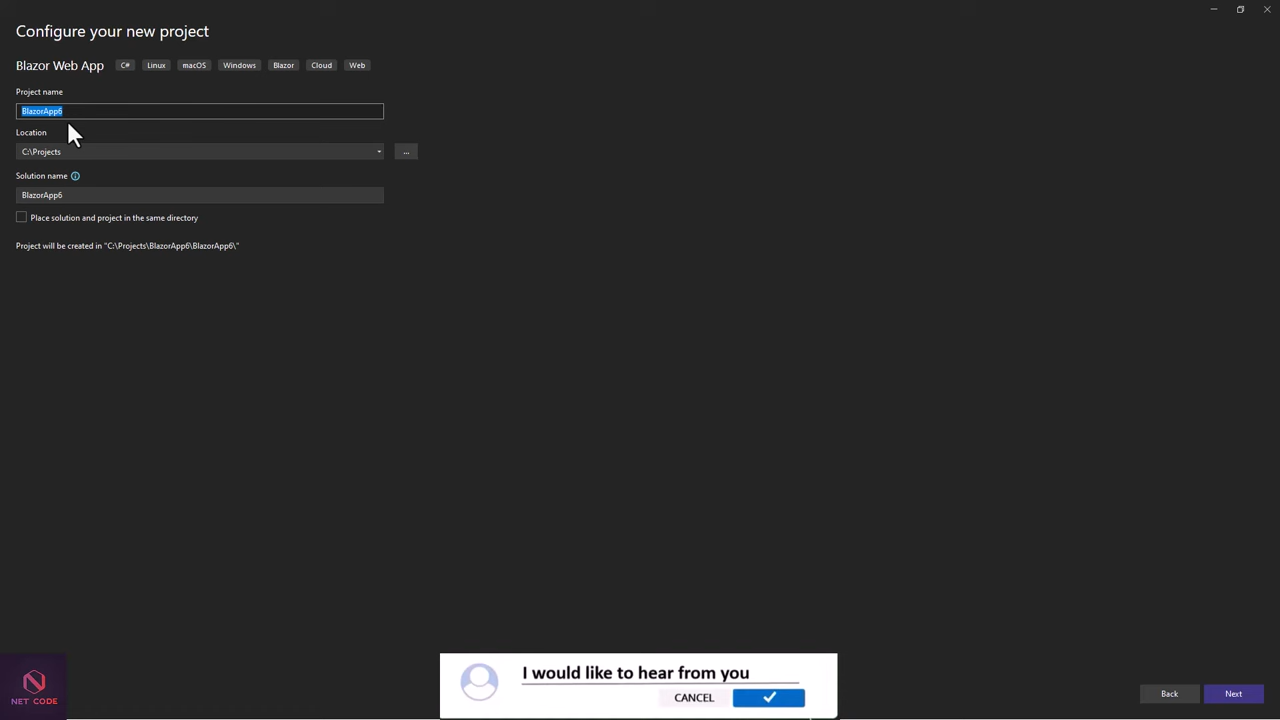 Configure your new project
Blazor Web App C# Linux macOS Windows Blazor Cloud Web
Project name
BlazorApp6
Location
C:\Projects
...
Solution name
BlazorApp6
Place solution and project in the same directory
Project will be created in "C:\Projects\BlazorApp6\BlazorApp6\"
I would like to hear from you
CANCEL
NET CODE
Back
Next